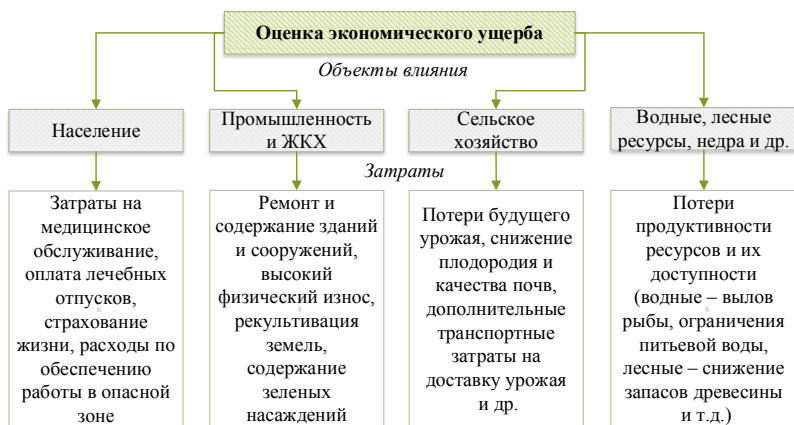 Оценка экономического ущерба
Объекты влияния
Население
Промышленность
и ЖКХ
Сельское
хозяйство
Водные, лесные
ресурсы, недра и др.
Затраты
Затраты на
медицинское
обслуживание,
оплата лечебных
отпусков,
страхование
жизни, расходы по
обеспечению
работы в опасной
зоне
Ремонт и
содержание зданий
и сооружений,
высокий
физический износ,
рекультивация
земель,
содержание
зеленых
насаждений
Потери будущего
урожая, снижение
плодородия и
качества почв,
дополнительные
транспортные
затраты на
доставку урожая
и др.
Потери
продуктивности
ресурсов и их
доступности
(водные – вылов
рыбы, ограничения
питьевой воды,
лесные – снижение
запасов древесины
и т.д.)